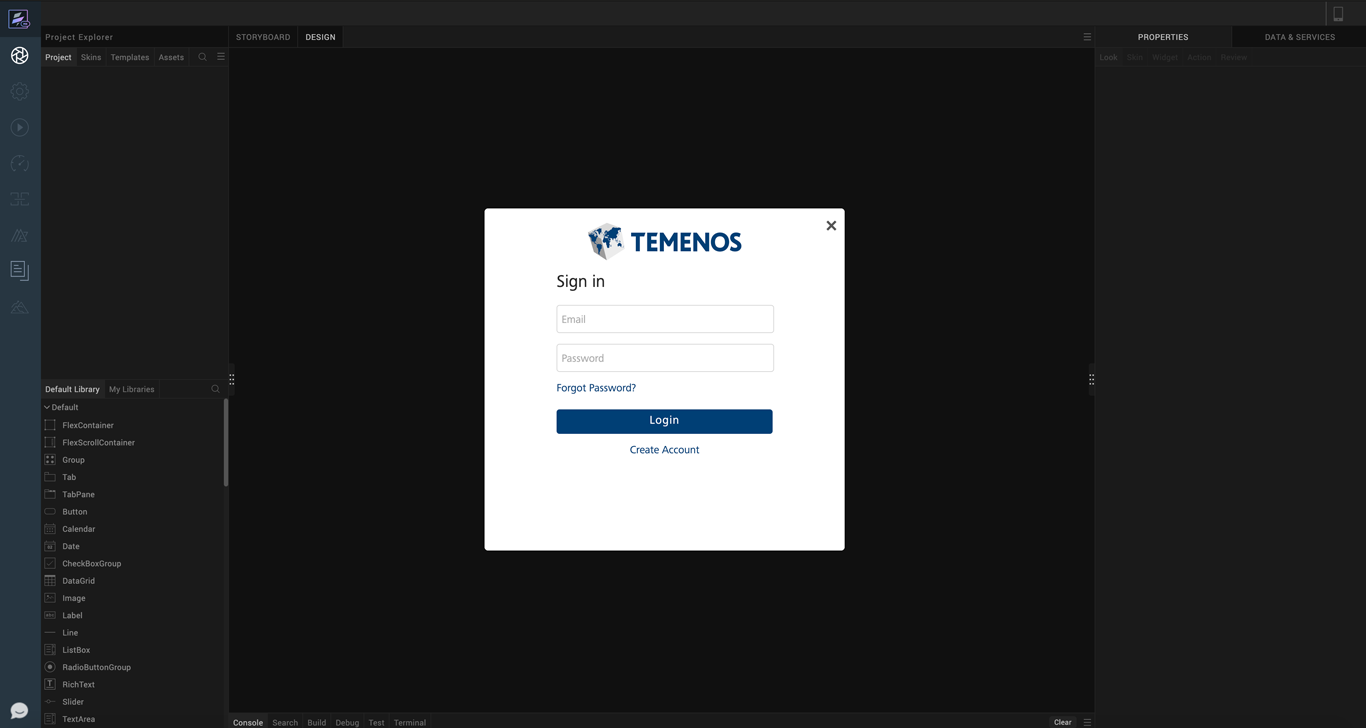 Project Explorer
STORYBOARD
DESIGN
PROPERTIES
DATA & SERVICES
Project
Skins
Templates
Assets
Look
Skin
Widget
Action
Review
TEMENOS
Sign in
Email
Password
Forgot Password?
Login
Create Account
Default Library
My Libraries
Default
FlexContainer
FlexScrollContainer
Group
Tab
TabPane
Button
Calendar
Date
CheckBoxGroup
DataGrid
Image
Label
Line
ListBox
RadioButtonGroup
RichText
Slider
TextArea
Console
Search
Build
Debug
Test
Terminal
Clear